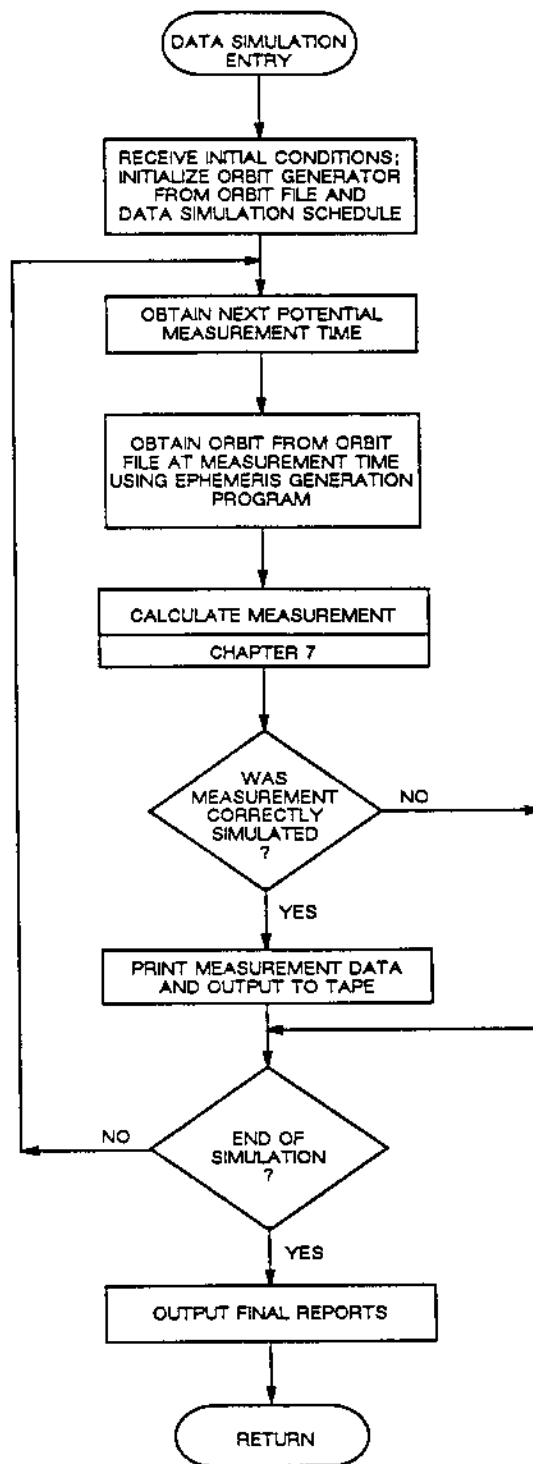 DATA SIMULATION
ENTRY
RECEIVE INITIAL CONDITIONS;
INITIALIZE ORBIT GENERATOR
FROM ORBIT FILE AND
DATA SIMULATION SCHEDULE
OBTAIN NEXT POTENTIAL
MEASUREMENT TIME
OBTAIN ORBIT FROM ORBIT
FILE AT MEASUREMENT TIME
USING EPHEMERIS GENERATION
PROGRAM
CALCULATE MEASUREMENT
CHAPTER 7
WAS
MEASUREMENT
CORRECTLY
SIMULATED
?
NO
YES
PRINT MEASUREMENT DATA
AND OUTPUT TO TAPE
NO
END OF
SIMULATION
?
YES
OUTPUT FINAL REPORTS
RETURN